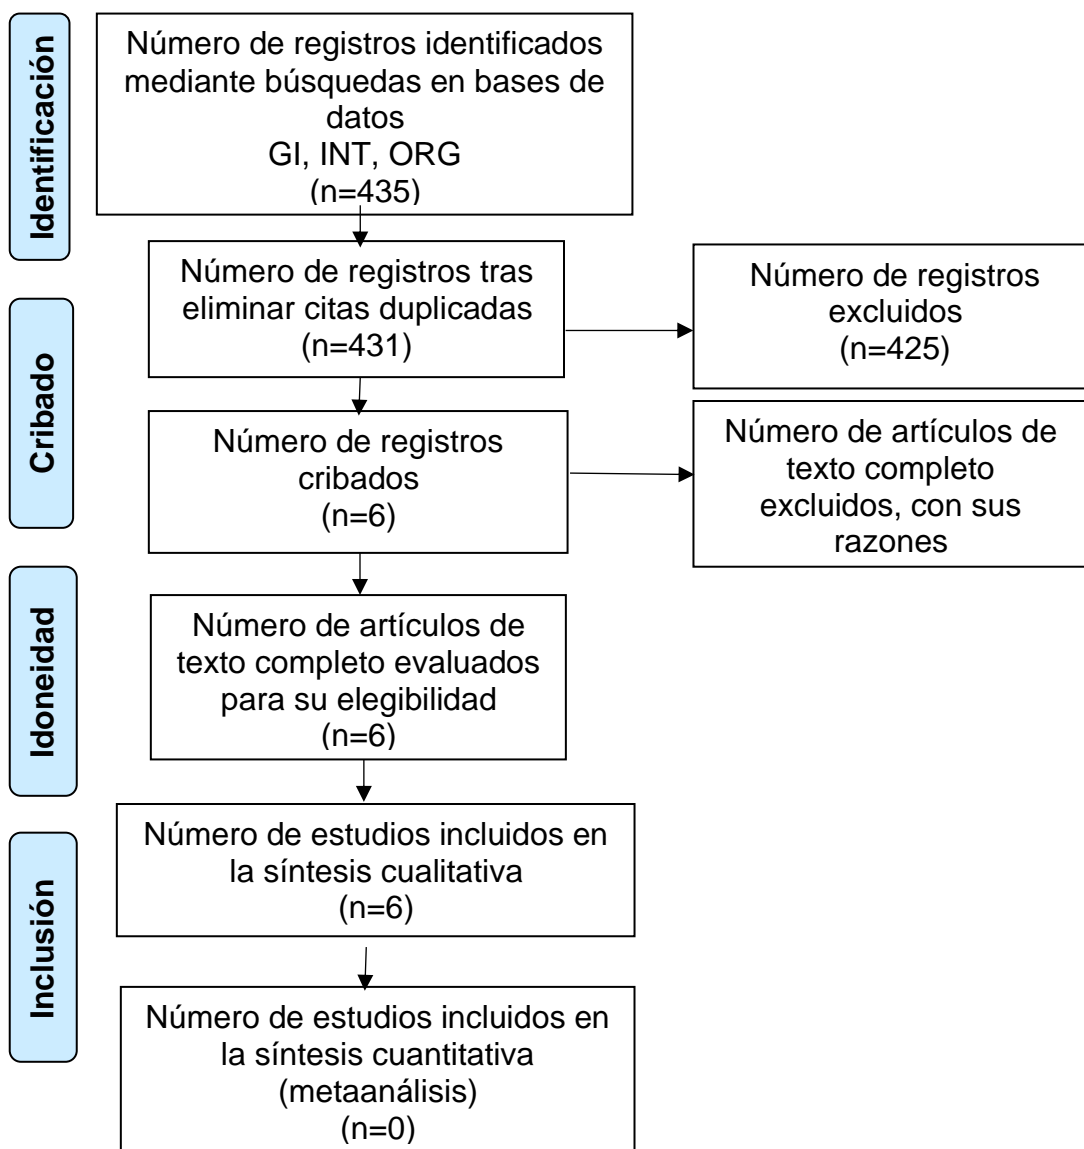 Identificación
Número de registros identificados
mediante búsquedas en bases de
datos
GI, INT, ORG
(n=435)
Número de registros tras
eliminar citas duplicadas
(n=431)
Número de registros
excluidos
(n=425)
Cribado
Número de registros
cribados
(n=6)
Número de artículos de
texto completo
excluidos, con sus
razones
Idoneidad
Número de artículos de
texto completo evaluados
para su elegibilidad
(n=6)
Inclusión
Número de estudios incluidos en
la síntesis cualitativa
(n=6)
Número de estudios incluidos en
la síntesis cuantitativa
(metaanálisis)
(n=0)